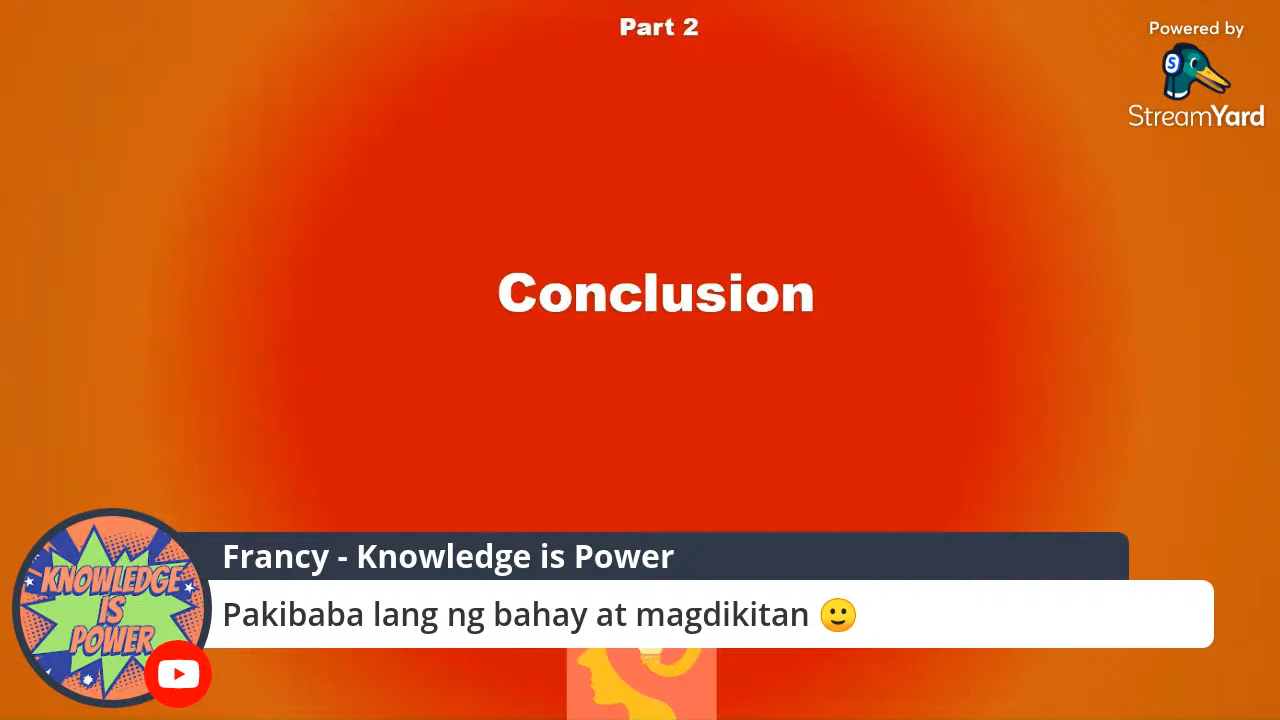 Part 2
Powered by
StreamYard
Conclusion
Francy - Knowledge is Power
KNOWLEDGE
IS
POWER
Pakibaba lang ng bahay at magdikitan 🙂